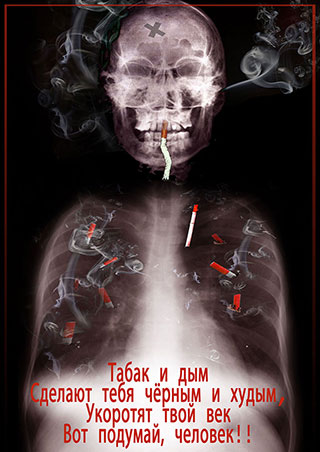 Табак и дым
Сделают тебя чёрным и худым,
Укоротят твой век
Вот подумай, человек!!